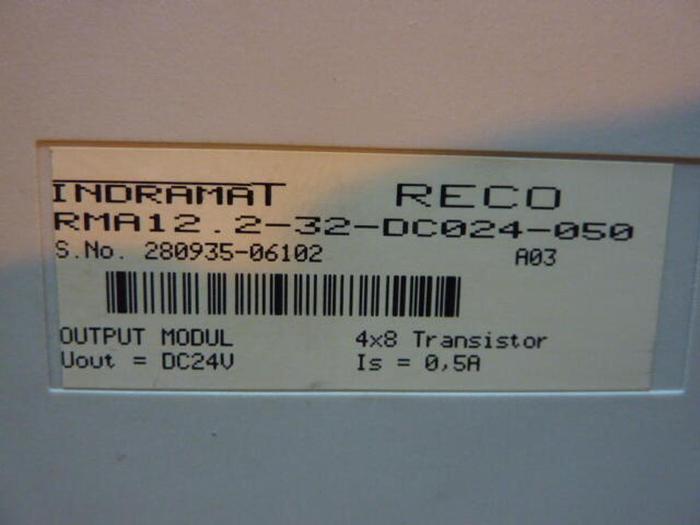 INDRAMAT RECO
RMA12.2-32-DC024-050
S.No. 280935-06102 A03
OUTPUT MODUL 4x8 Transistor
Uout = DC24V Is = 0,5A